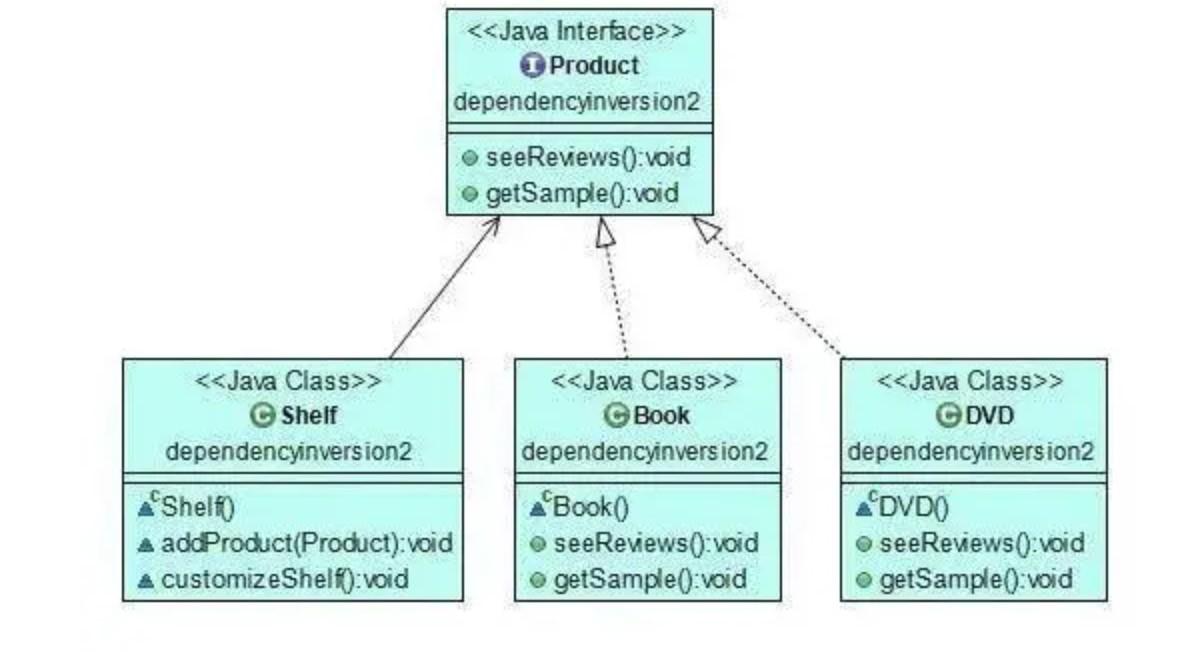 <<Java Interface>>
Product
dependencyinversion2
seeReviews():void
getSample():void
<<Java Class>>
Shelf
dependencyinversion2
Shelf()
addProduct(Product):void
customizeShelf():void
<<Java Class>>
Book
dependencyinversion2
Book()
seeReviews():void
getSample():void
<<Java Class>>
DVD
dependencyinversion2
DVD()
seeReviews():void
getSample():void